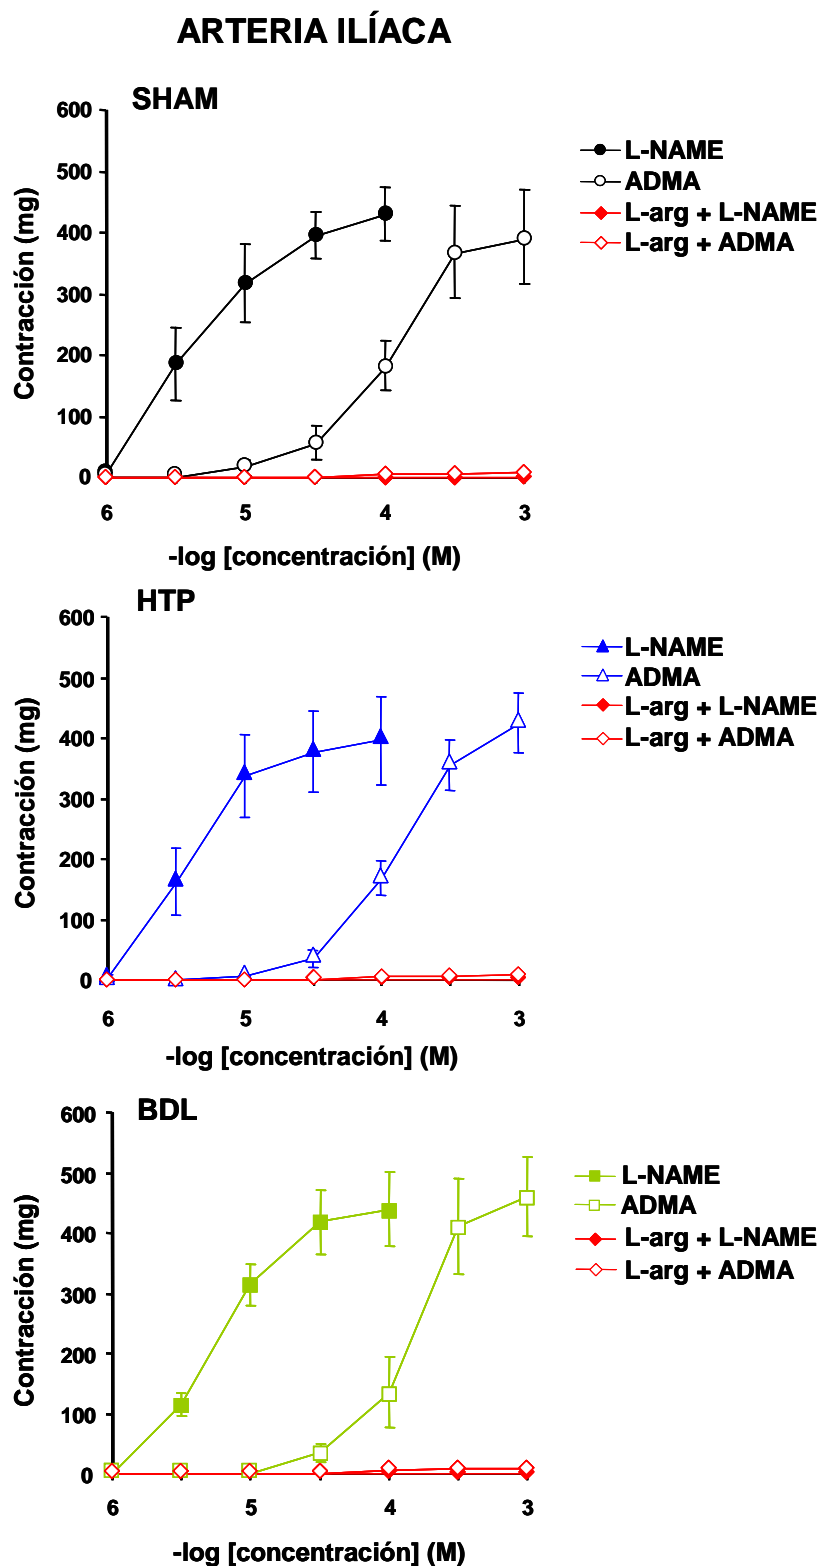 ARTERIA ILÍACA
SHAM
600
500
400
300
200
100
0
Contracción (mg)
6 5 4 3
-log [concentración] (M)
L-NAME
ADMA
L-arg + L-NAME
L-arg + ADMA
HTP
600
500
400
300
200
100
0
Contracción (mg)
6 5 4 3
-log [concentración] (M)
L-NAME
ADMA
L-arg + L-NAME
L-arg + ADMA
BDL
600
500
400
300
200
100
0
Contracción (mg)
6 5 4 3
-log [concentración] (M)
L-NAME
ADMA
L-arg + L-NAME
L-arg + ADMA